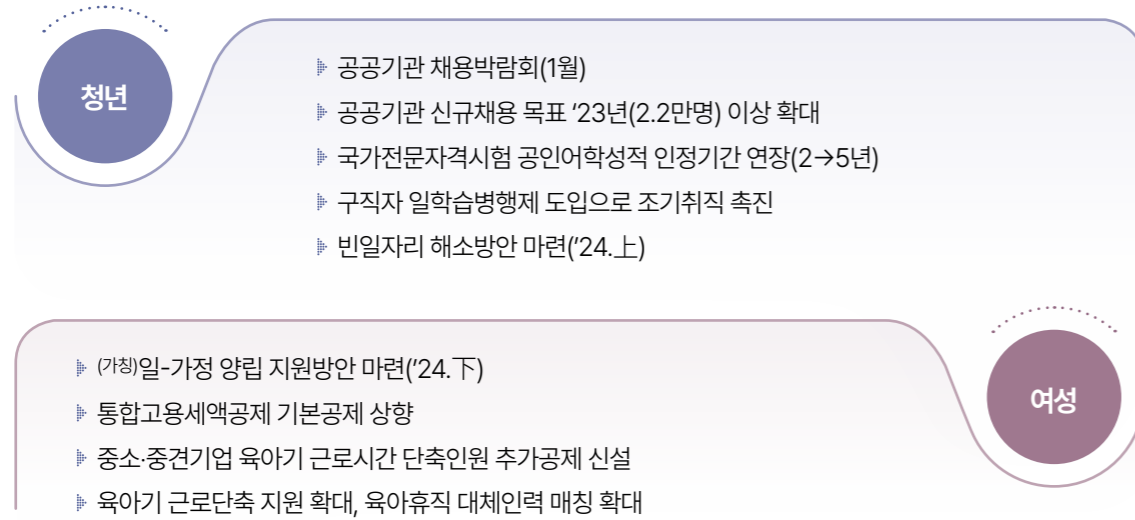 청년
공공기관 채용박람회(1월)
공공기관 신규채용 목표 ‘23년(2.2만명) 이상 확대
국가전문자격시험 공인어학성적 인정기간 연장(2→5년)
구직자 일학습병행제 도입으로 조기취직 촉진
빈일자리 해소방안 마련(’24.上)
여성
(가칭)일-가정 양립 지원방안 마련(’24.下)
통합고용세액공제 기본공제 상향
중소·중견기업 육아기 근로시간 단축인원 추가공제 신설
육아기 근로단축 지원 확대, 육아휴직 대체인력 매칭 확대